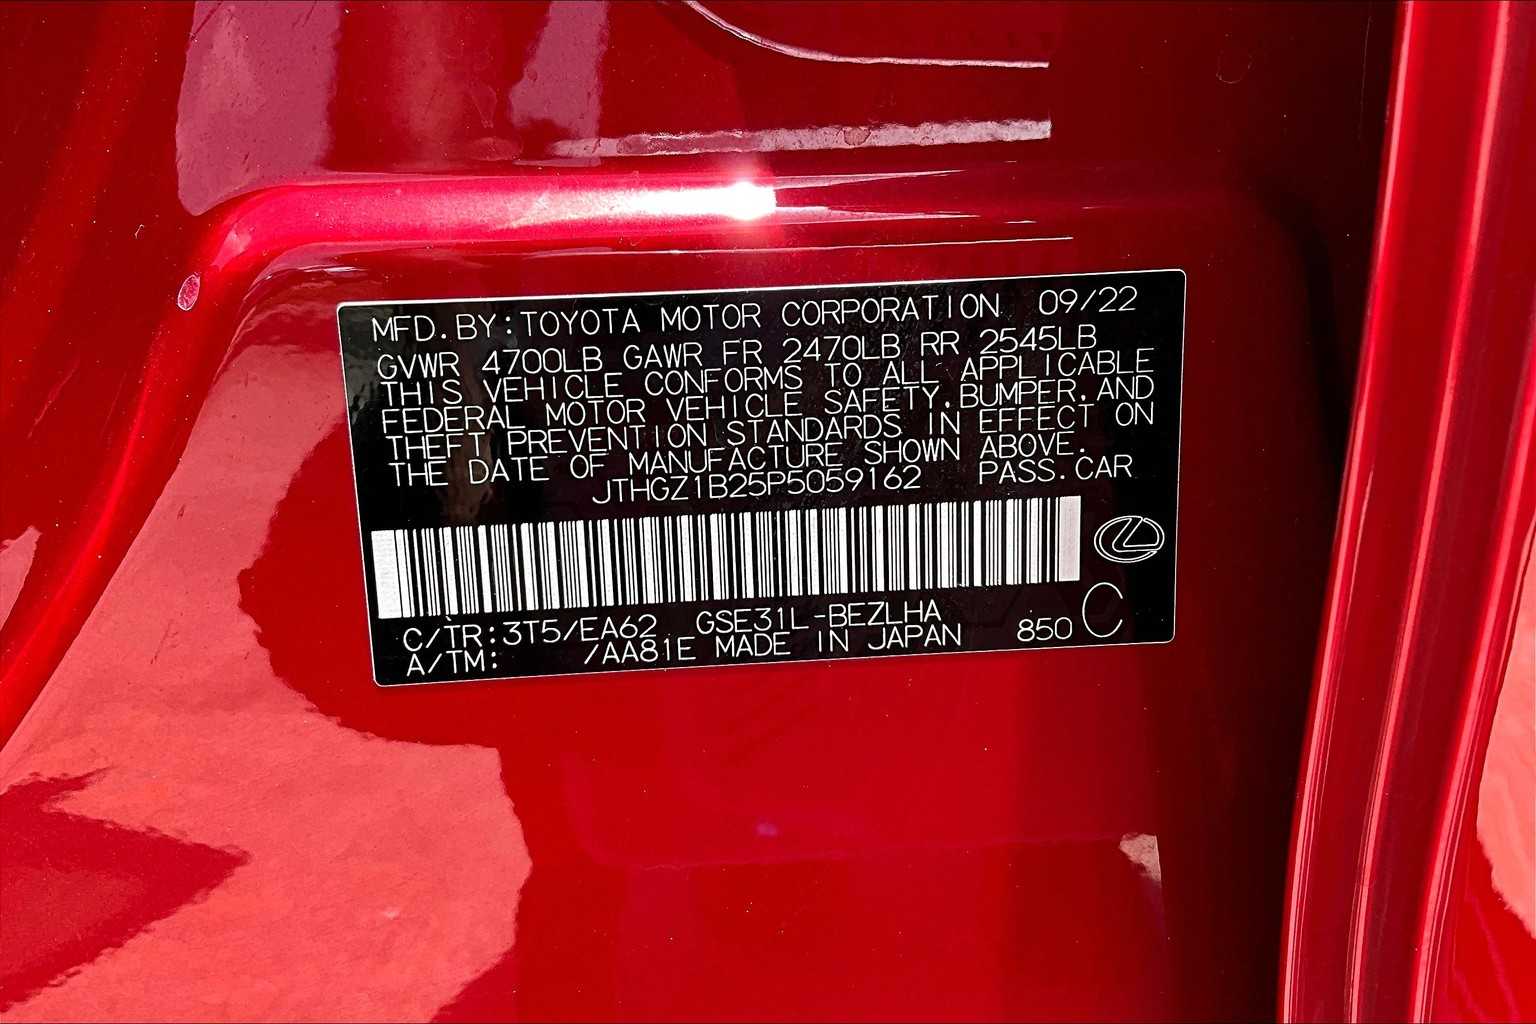 MFD.BY:TOYOTA MOTOR CORPORATION 09/22
GVWR 4700LB GAWR FR 2470LB RR 2545LB
THIS VEHICLE CONFORMS TO ALL APPLICABLE
FEDERAL MOTOR VEHICLE SAFETY,BUMPER,AND
THEFT PREVENTION STANDARDS IN EFFECT ON
THE DATE OF MANUFACTURE SHOWN ABOVE.
JTHGZ1B25P5059162 PASS.CAR
C/TR:3T5/EA62 GSE31L-BEZLHA
A/TM: /AA81E MADE IN JAPAN 850 C